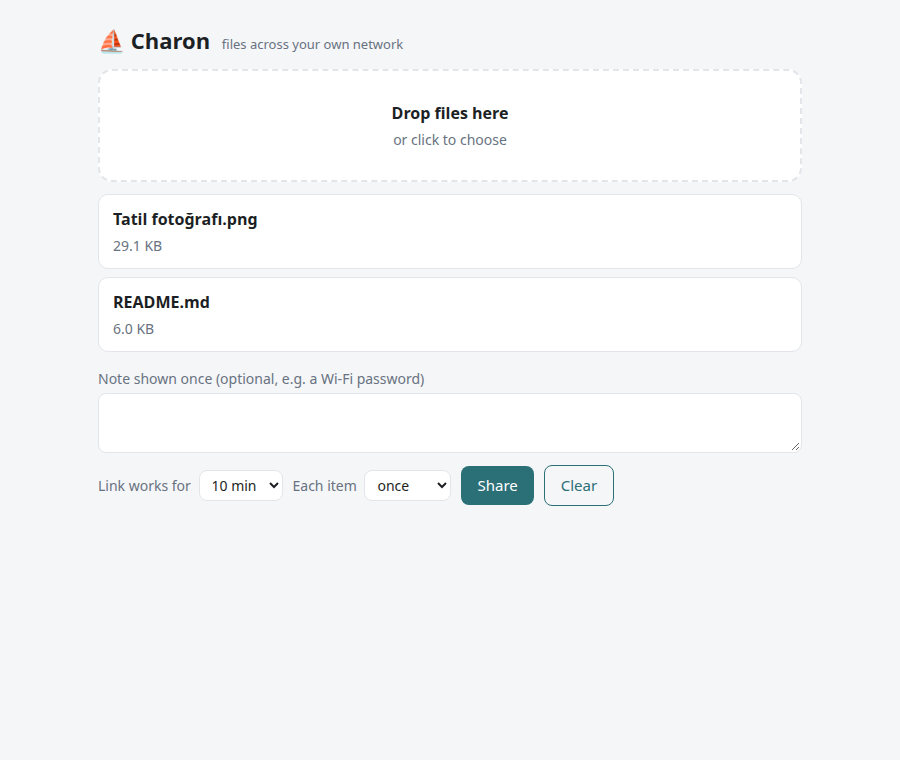 Charon files across your own network
Drop files here
or click to choose
Tatil fotoğrafı.png
29.1 KB
README.md
6.0 KB
Note shown once (optional, e.g. a Wi-Fi password)
Link works for 10 min Each item once Share Clear